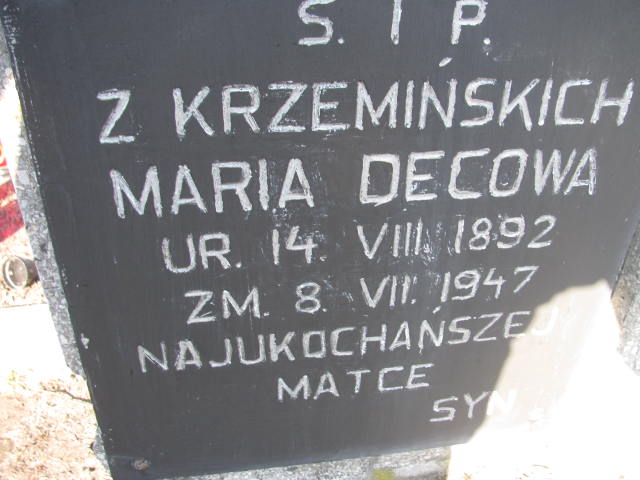 Ś. I P.
Z KRZEMIŃSKICH
MARIA DECOWA
UR. 14. VIII. 1892
ZM. 8. VII. 1947
NAJUKOCHAŃSZEJ
MATCE
SYN.